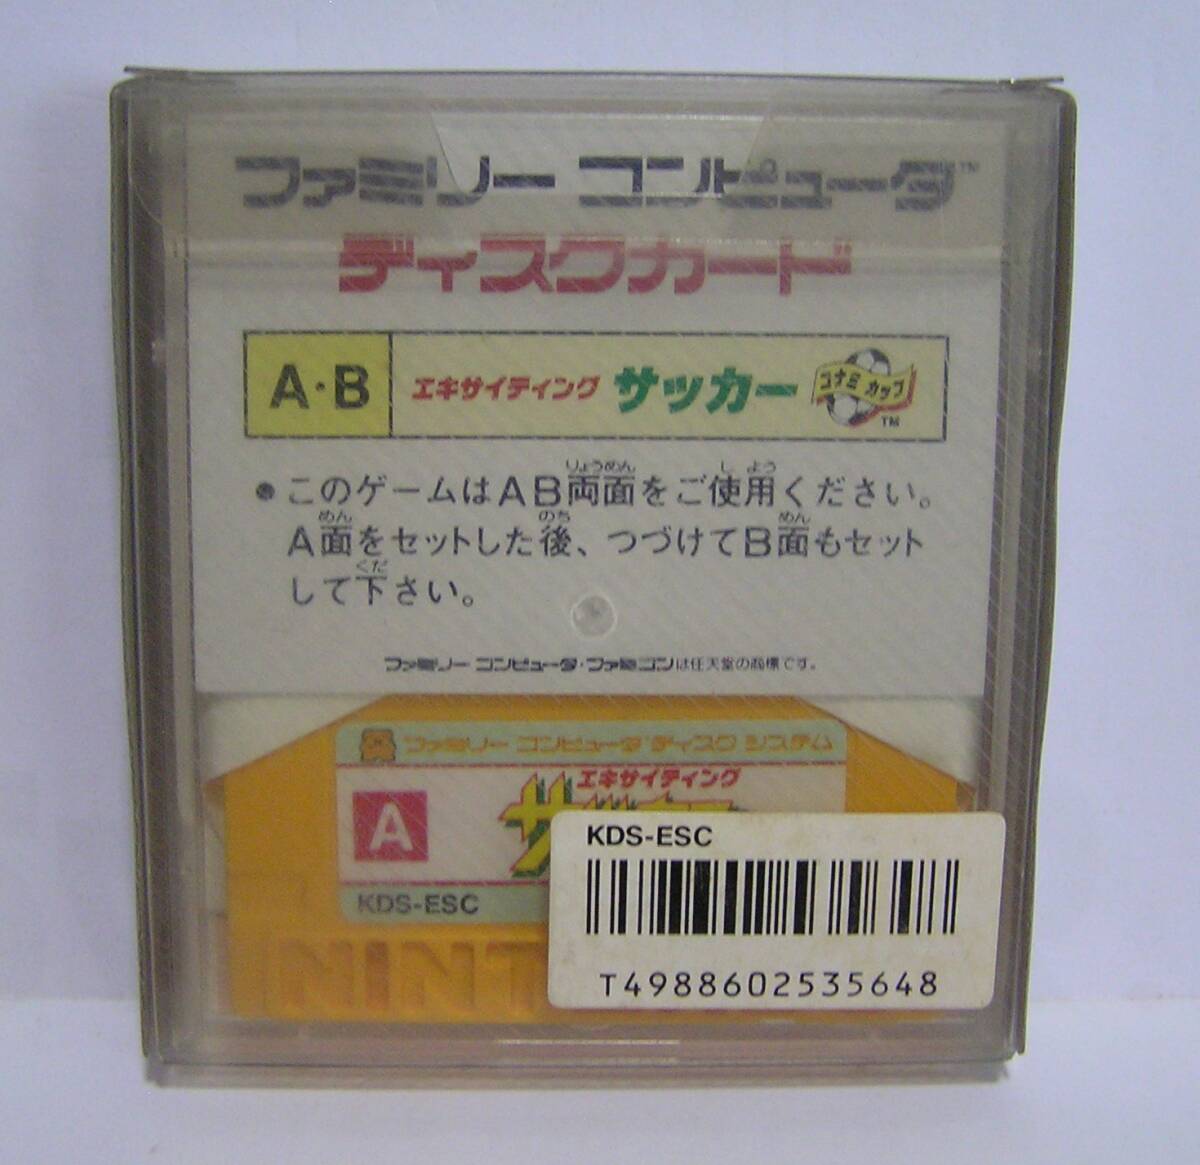 ファミリー コンピュータ™
ディスクカード
A・B エキサイティング サッカー コナミ カップ ™
●このゲームはAB両面をご使用ください。
A面をセットした後、つづけてB面もセット
して下さい。
ファミリー コンピュータ・ファミコンは任天堂の商標です。
ファミリー コンピュータ ディスク システム
エキサイティング
A
KDS-ESC
NINT
KDS-ESC
T4988602535648